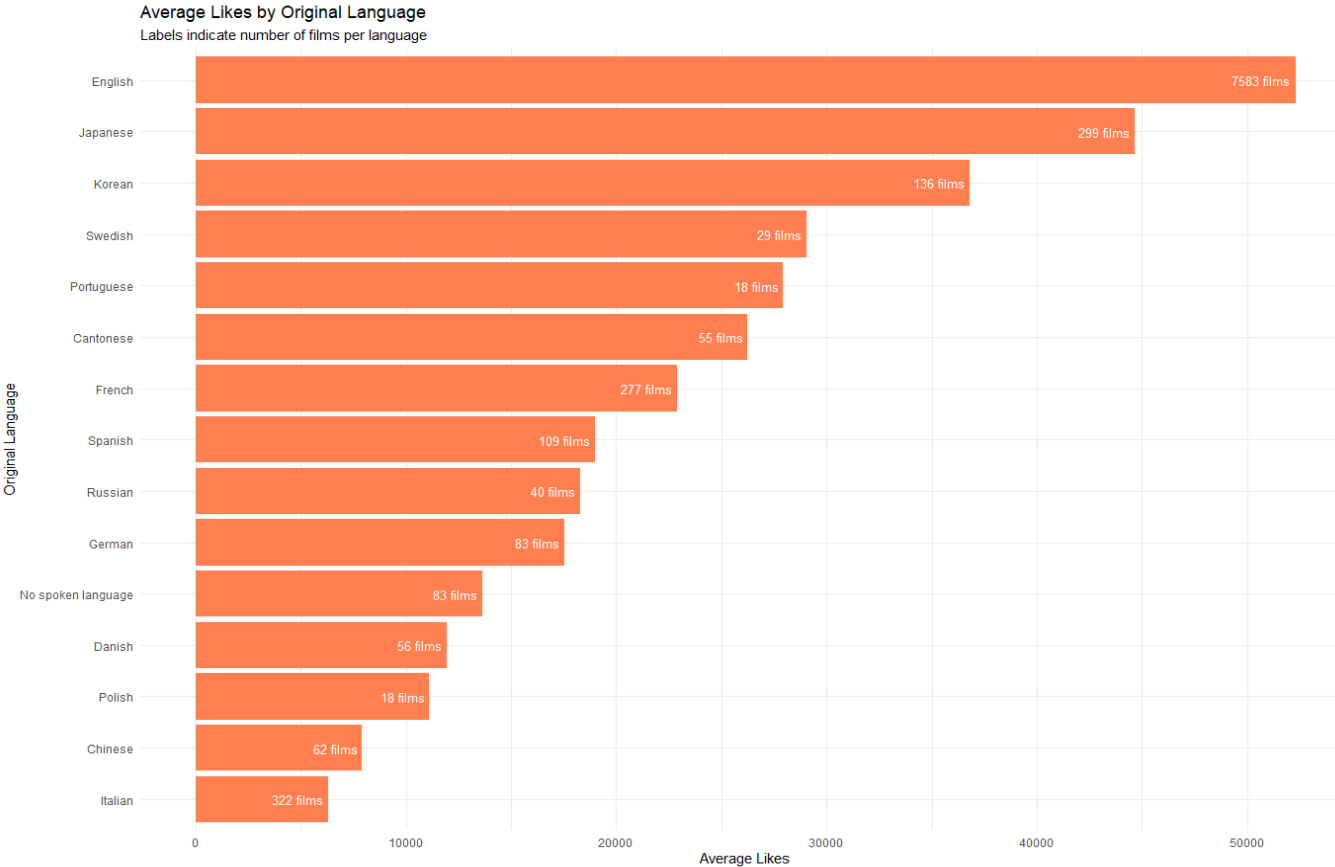 Average Likes by Original Language
Labels indicate number of films per language
English
7583 films
Japanese
299 films
Korean
136 films
Swedish
29 films
Portuguese
18 films
Cantonese
55 films
French
277 films
Spanish
109 films
Russian
40 films
German
83 films
No spoken language
83 films
Danish
56 films
Polish
18 films
Chinese
62 films
Italian
322 films
Original Language
0 10000 20000 30000 40000 50000
Average Likes